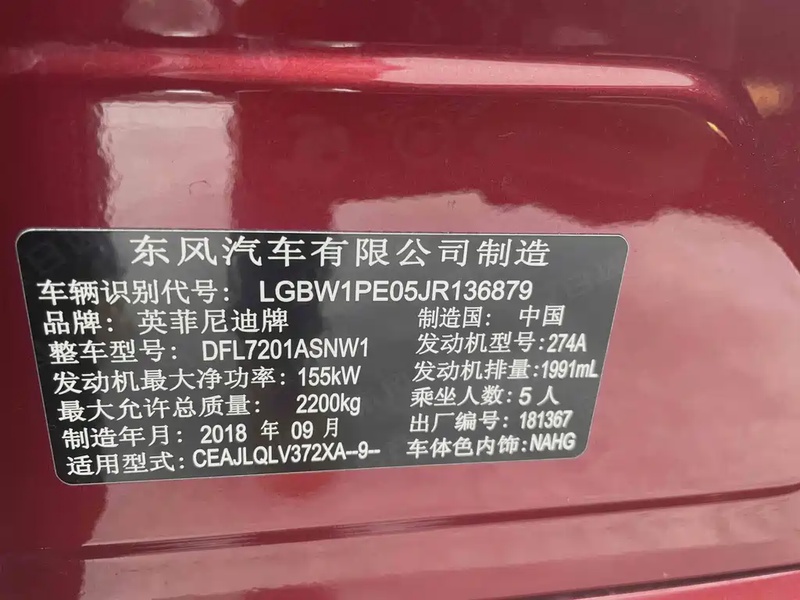 东风汽车有限公司制造
车辆识别代号: LGBW1PE05JR136879
品牌: 英菲尼迪牌 制造国: 中国
整车型号: DFL7201ASNW1 发动机型号:274A
发动机最大净功率: 155kW 发动机排量:1991mL
最大允许总质量: 2200kg 乘坐人数:5人
制造年月: 2018 年 09 月 出厂编号: 181367
适用型式: CEAJLQLV372XA--9-- 车体色内饰:NAHG